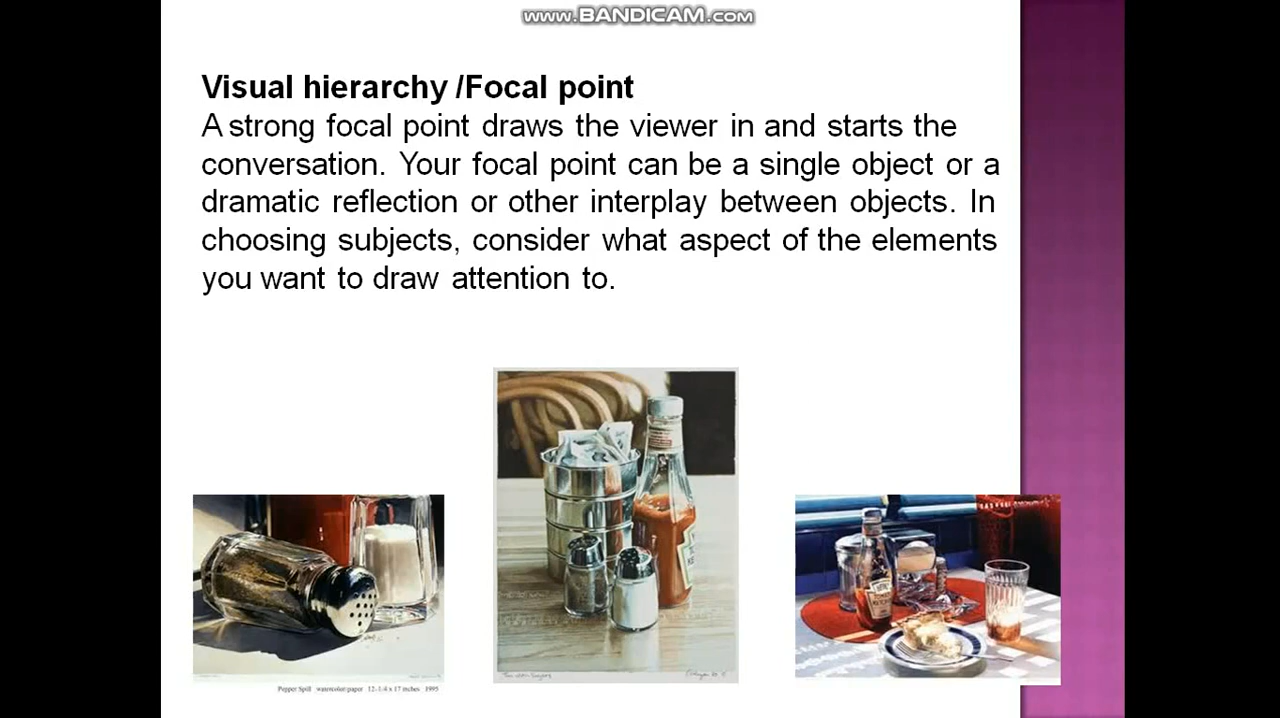 www.BANDICAM.com
Visual hierarchy /Focal point
A strong focal point draws the viewer in and starts the
conversation. Your focal point can be a single object or a
dramatic reflection or other interplay between objects. In
choosing subjects, consider what aspect of the elements
you want to draw attention to.
Pepper Spill watercolor/paper 12-1/4 x 17 inches 1995